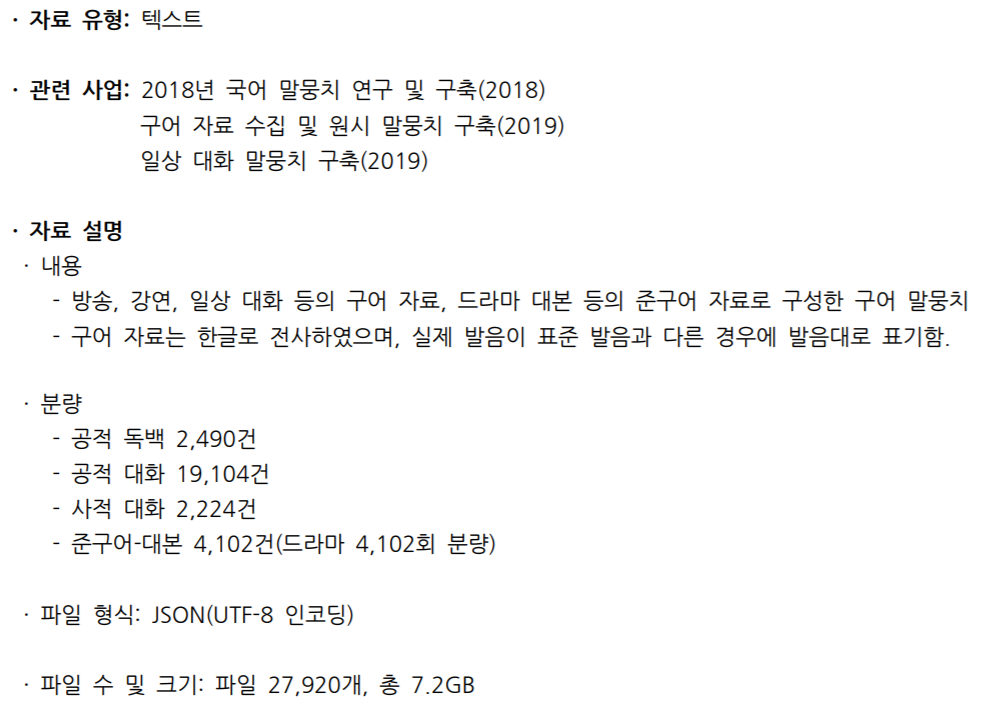 · 자료 유형: 텍스트
· 관련 사업: 2018년 국어 말뭉치 연구 및 구축(2018)
구어 자료 수집 및 원시 말뭉치 구축(2019)
일상 대화 말뭉치 구축(2019)
· 자료 설명
· 내용
- 방송, 강연, 일상 대화 등의 구어 자료, 드라마 대본 등의 준구어 자료로 구성한 구어 말뭉치
- 구어 자료는 한글로 전사하였으며, 실제 발음이 표준 발음과 다른 경우에 발음대로 표기함.
· 분량
- 공적 독백 2,490건
- 공적 대화 19,104건
- 사적 대화 2,224건
- 준구어-대본 4,102건(드라마 4,102회 분량)
· 파일 형식: JSON(UTF-8 인코딩)
· 파일 수 및 크기: 파일 27,920개, 총 7.2GB